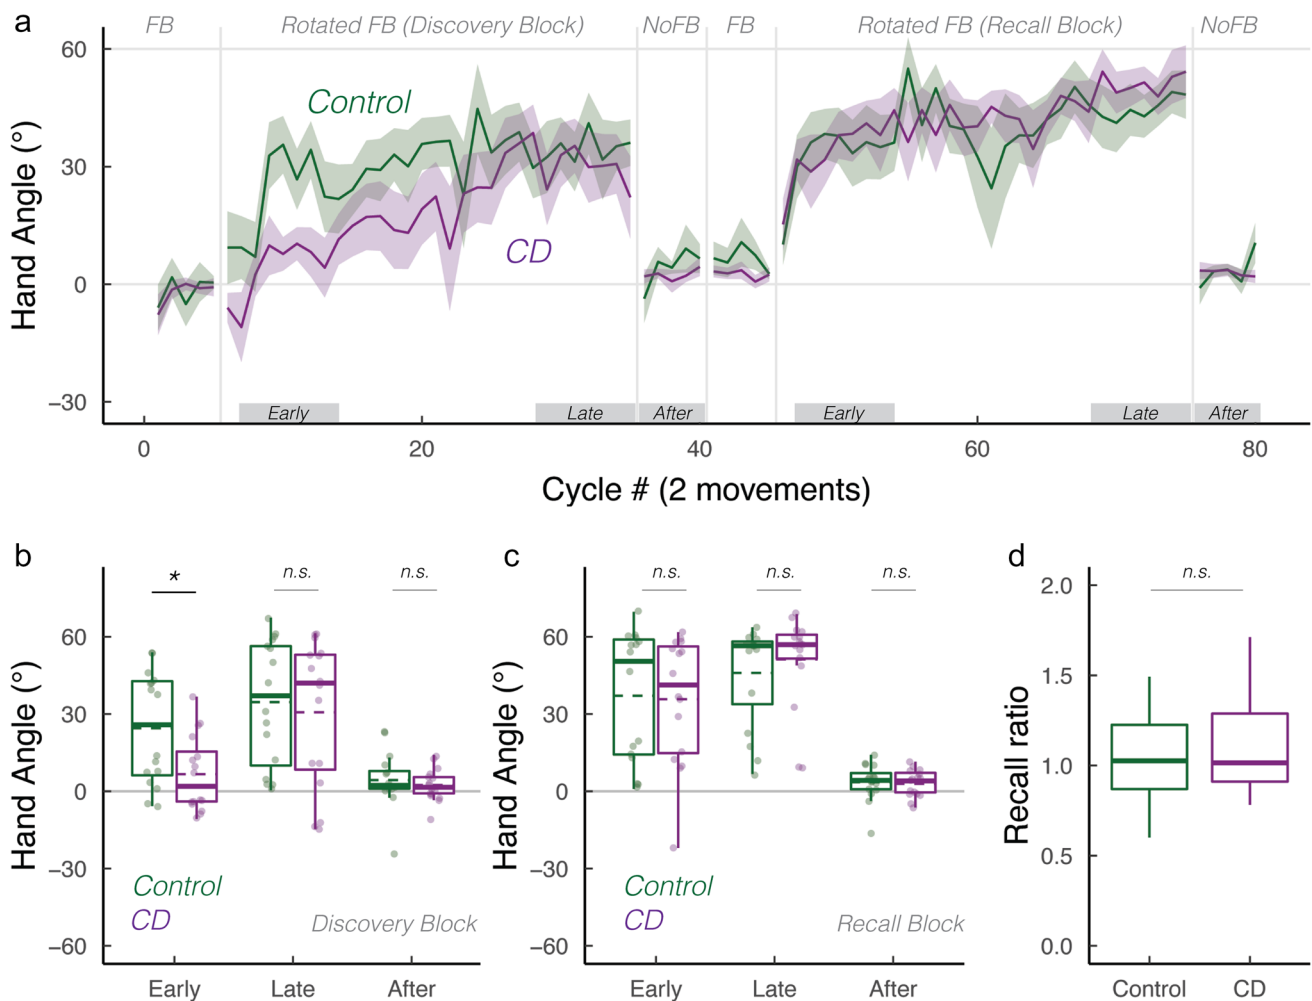 a
FB
Rotated FB (Discovery Block)
NoFB
FB
Rotated FB (Recall Block)
NoFB
Hand Angle (°)
60
30
0
−30
Control
CD
Early
Late
After
Early
Late
After
0
20
40
60
80
Cycle # (2 movements)
b
Hand Angle (°)
60
30
0
−30
−60
*
n.s.
n.s.
Control
CD
Discovery Block
Early
Late
After
c
Hand Angle (°)
60
30
0
−30
−60
n.s.
n.s.
n.s.
Control
CD
Recall Block
Early
Late
After
d
Recall ratio
2.0
1.5
1.0
0.5
0.0
n.s.
Control
CD